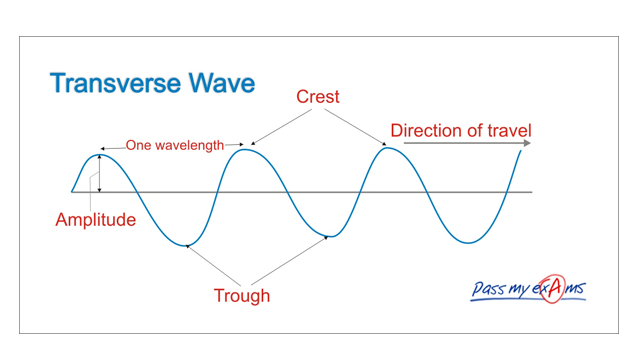 Transverse Wave
Crest
Direction of travel
One wavelength
Amplitude
Trough
Pass my exAms